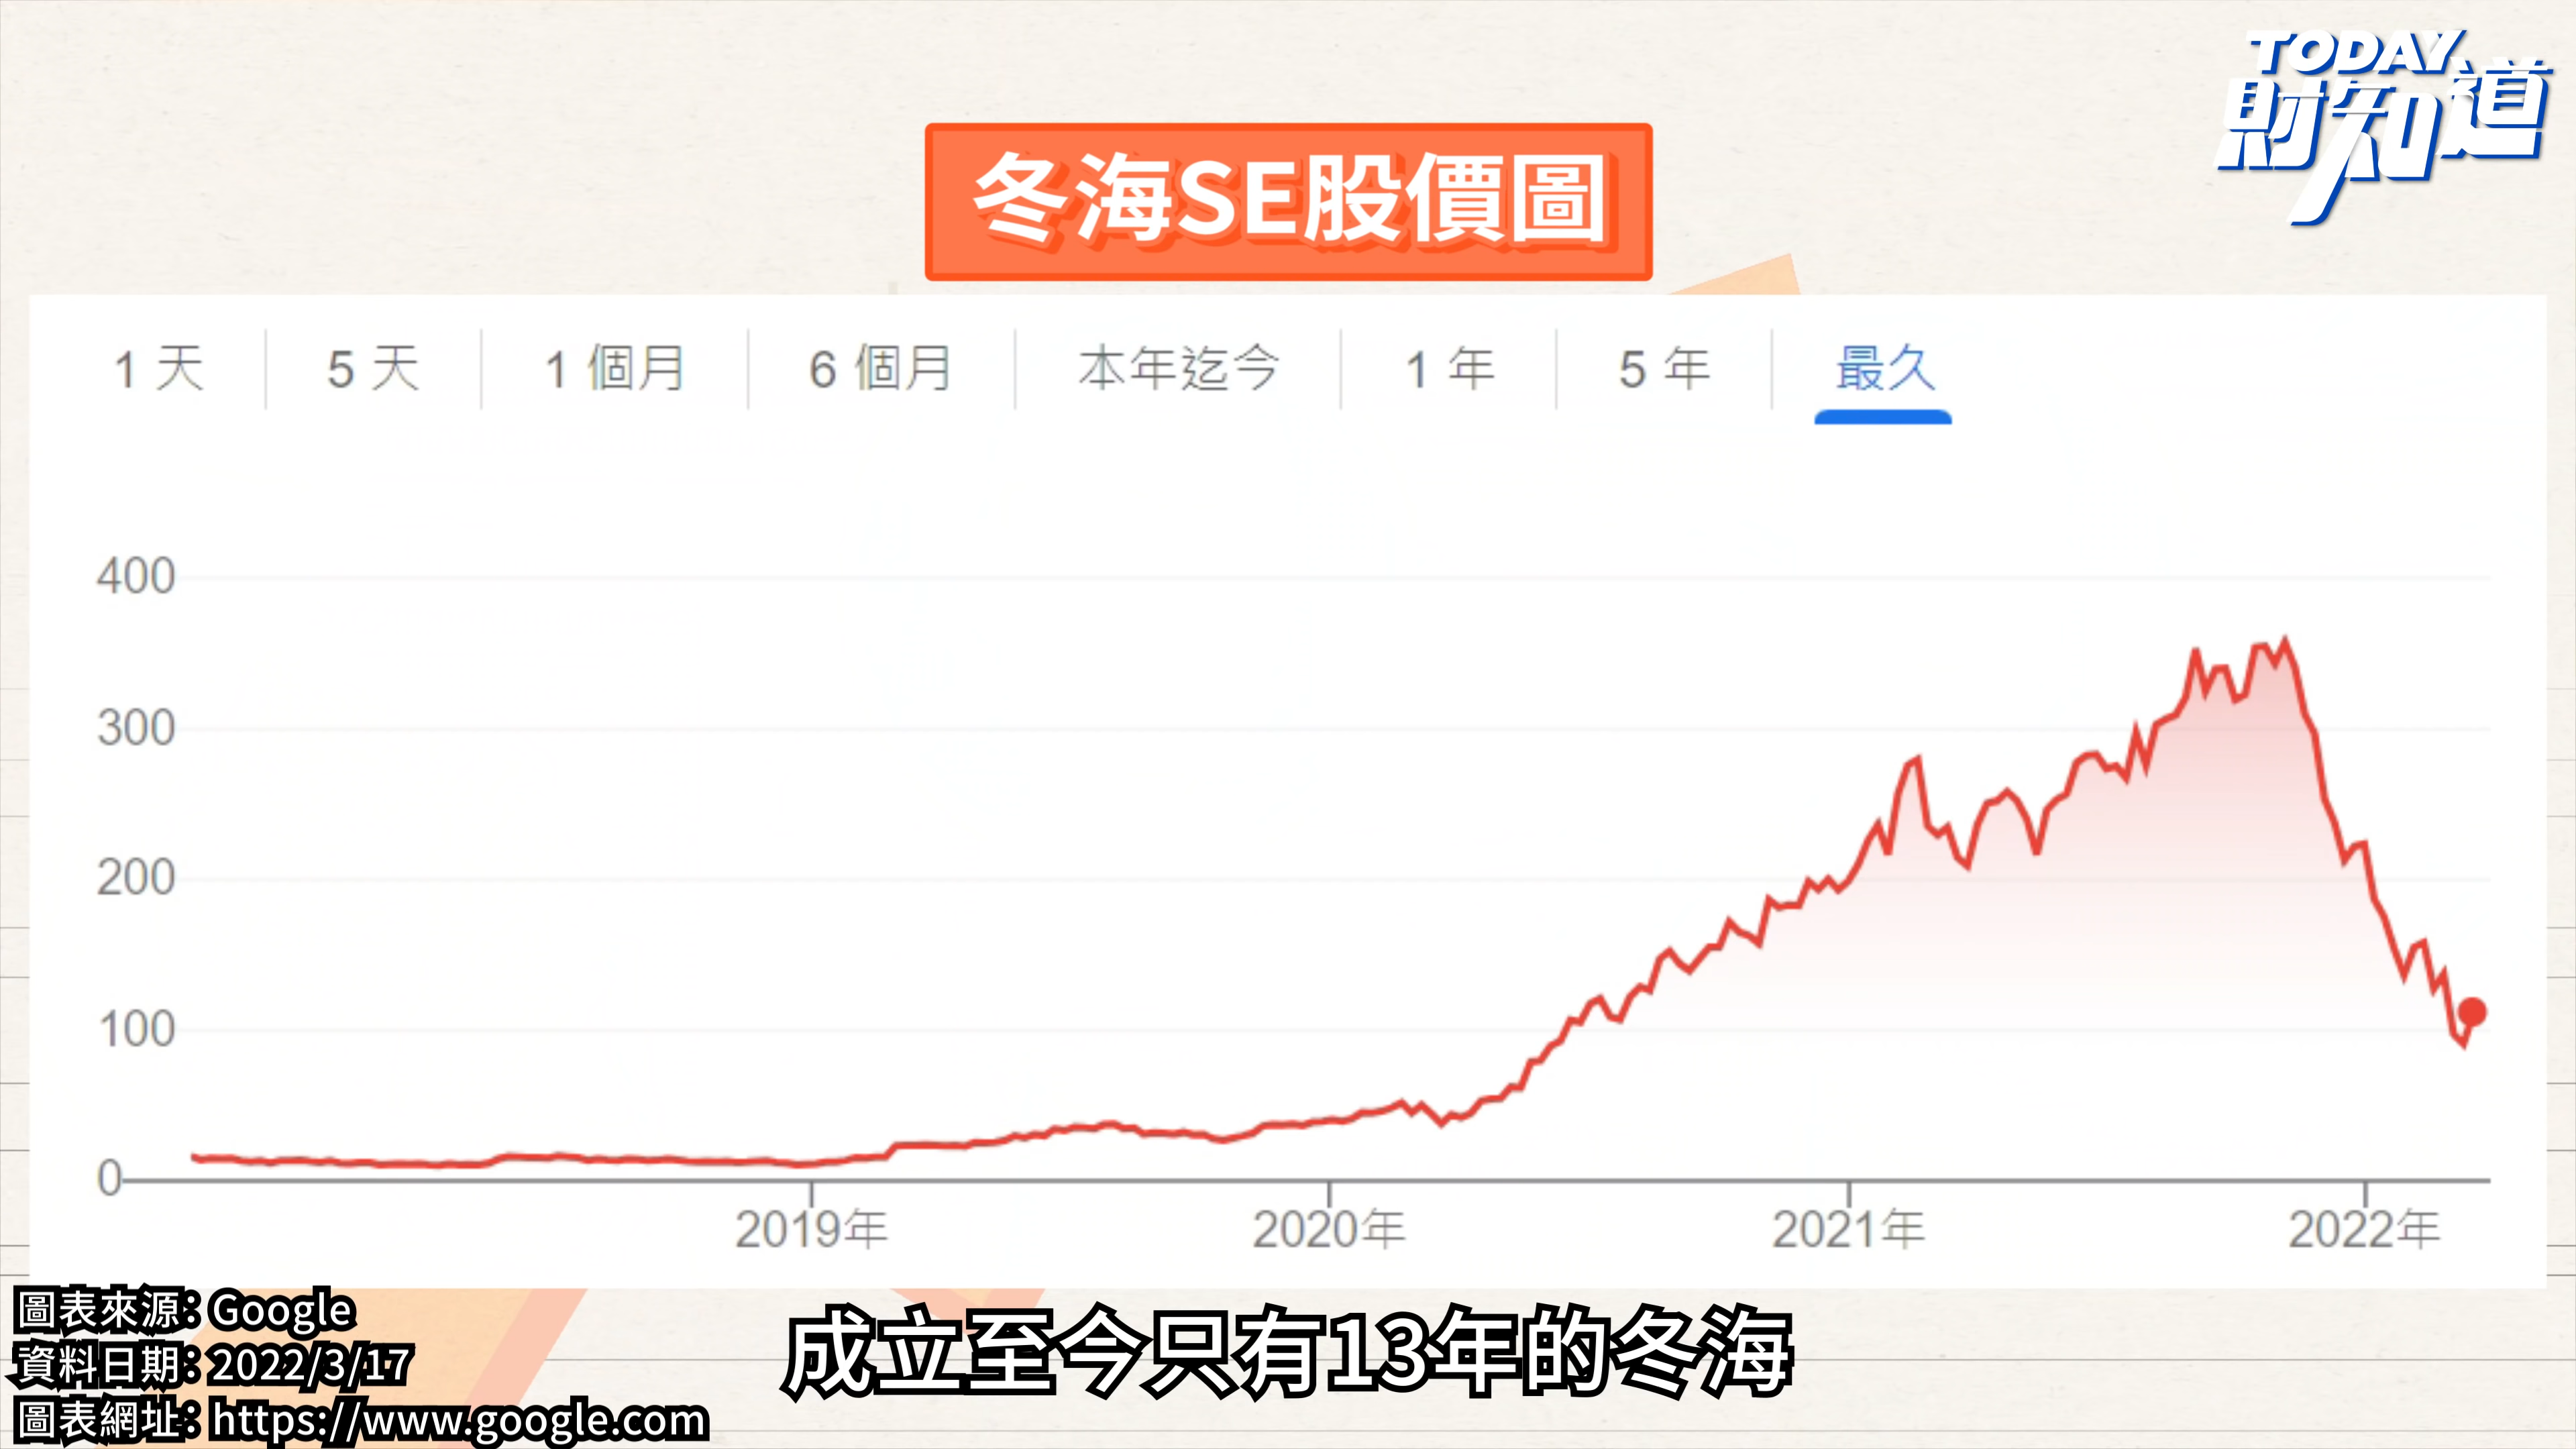 TODAY
財知道
冬海SE股價圖
1 天 5 天 1 個月 6 個月 本年迄今 1 年 5 年 最久
400
300
200
100
0
2019年 2020年 2021年 2022年
圖表來源：Google
資料日期：2022/3/17
圖表網址：https://www.google.com
成立至今只有13年的冬海